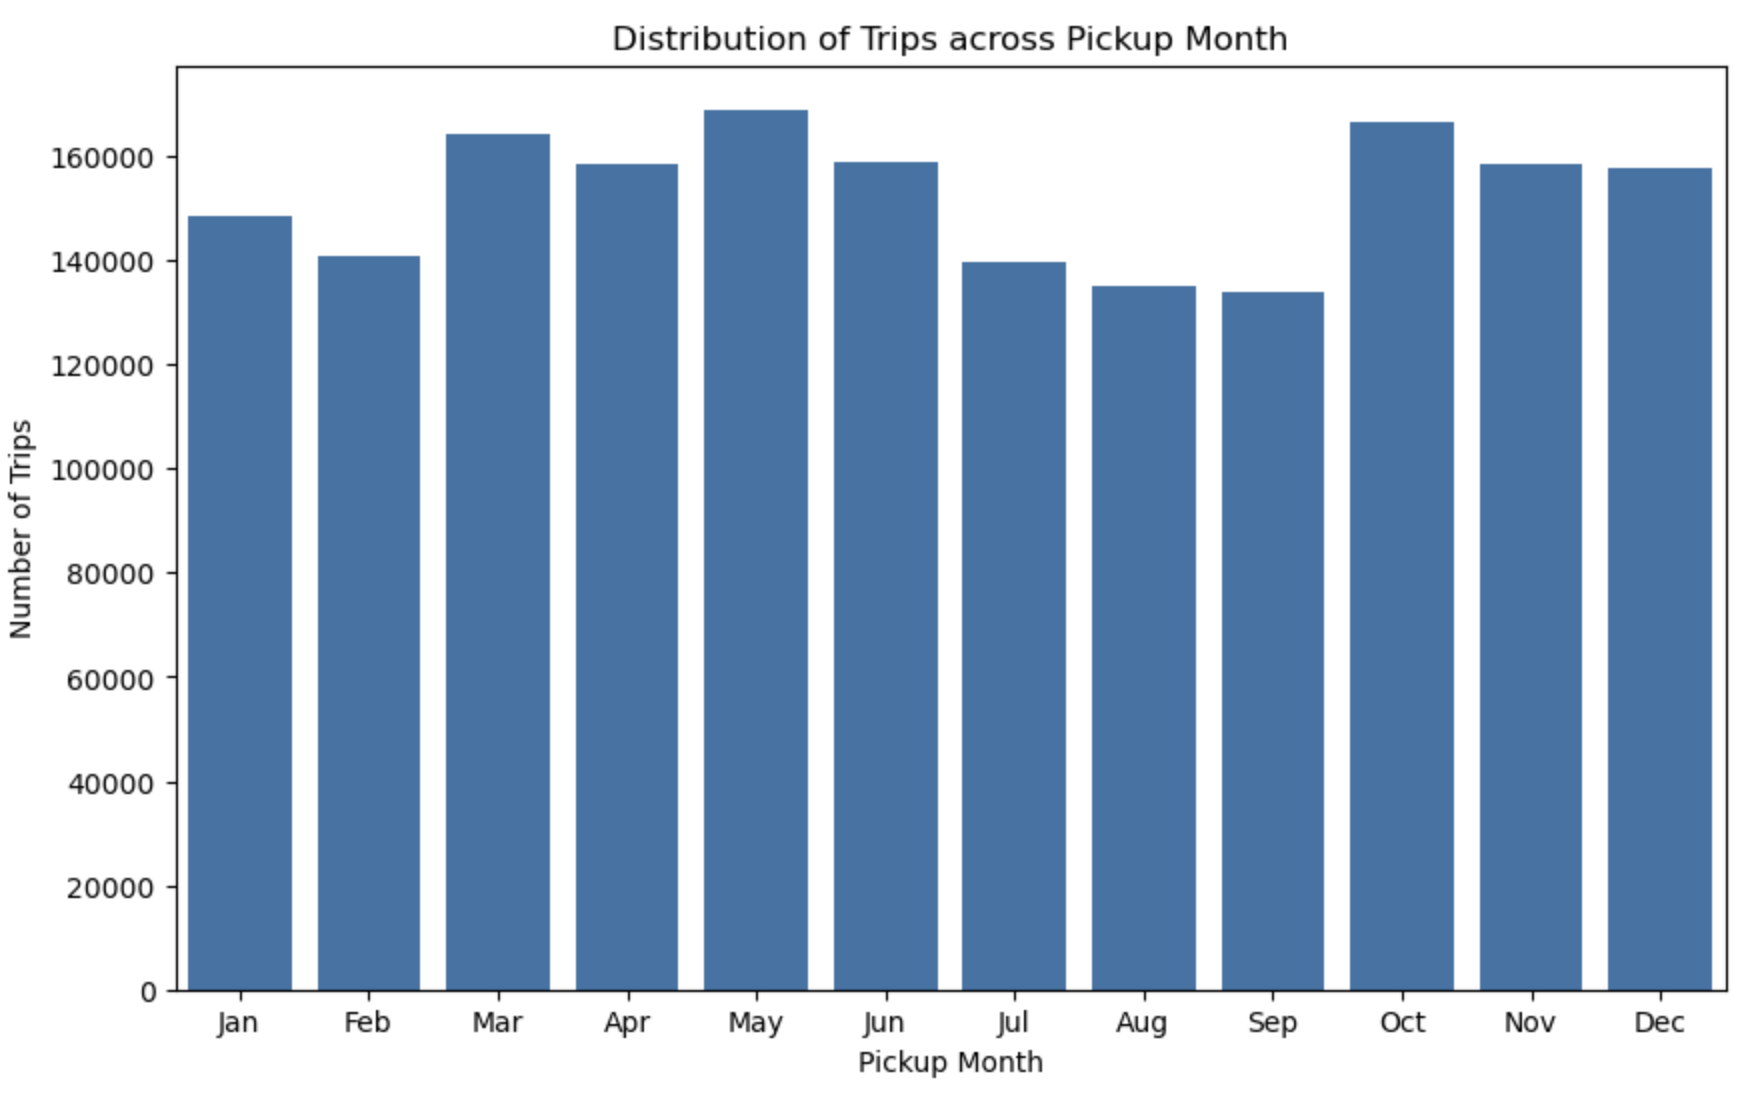 Distribution of Trips across Pickup Month
160000
140000
120000
100000
80000
60000
40000
20000
0
Number of Trips
Jan Feb Mar Apr May Jun Jul Aug Sep Oct Nov Dec
Pickup Month